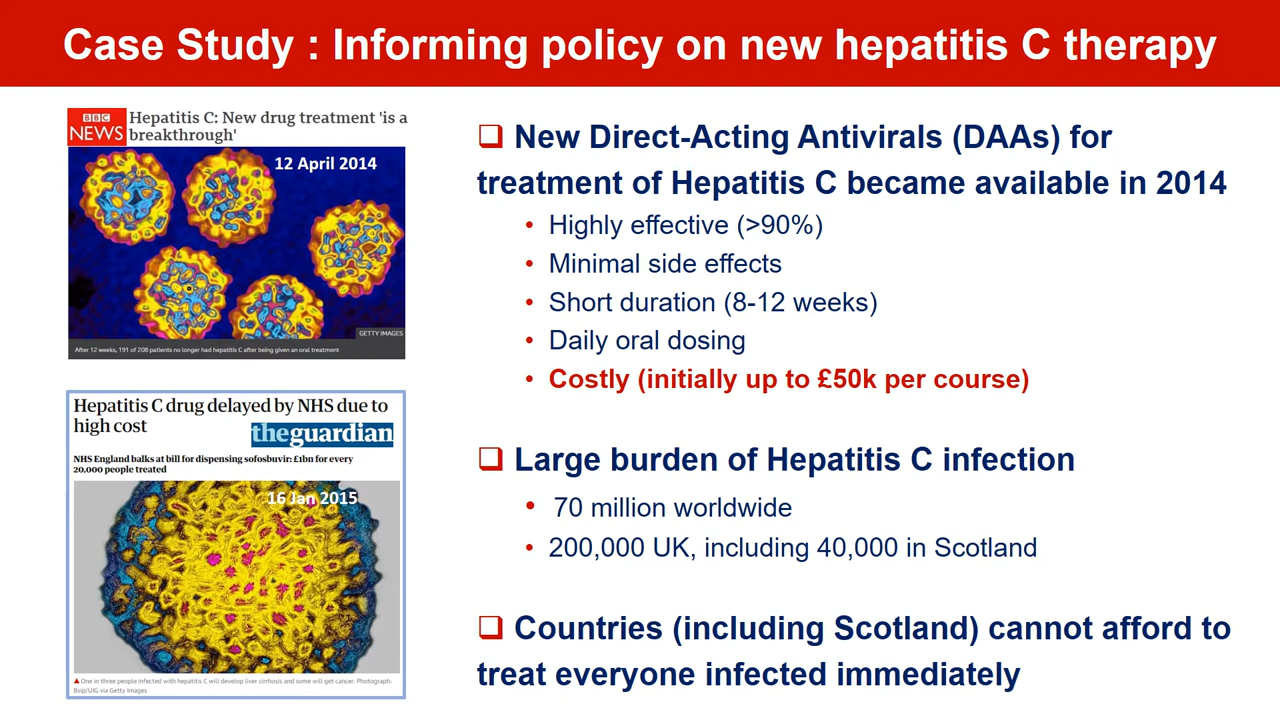 Case Study : Informing policy on new hepatitis C therapy
BBC
NEWS
Hepatitis C: New drug treatment 'is a
breakthrough'
12 April 2014
GETTY IMAGES
After 12 weeks, 191 of 208 patients no longer had hepatitis C after being given an oral treatment
Hepatitis C drug delayed by NHS due to
high cost
theguardian
NHS England balks at bill for dispensing sofosbuvir: £1bn for every
20,000 people treated
16 Jan 2015
One in three people infected with hepatitis C will develop liver cirrhosis and some will get cancer. Photograph:
Bsip/UIG via Getty Images
New Direct-Acting Antivirals (DAAs) for
treatment of Hepatitis C became available in 2014
• Highly effective (>90%)
• Minimal side effects
• Short duration (8-12 weeks)
• Daily oral dosing
• Costly (initially up to £50k per course)
Large burden of Hepatitis C infection
• 70 million worldwide
• 200,000 UK, including 40,000 in Scotland
Countries (including Scotland) cannot afford to
treat everyone infected immediately